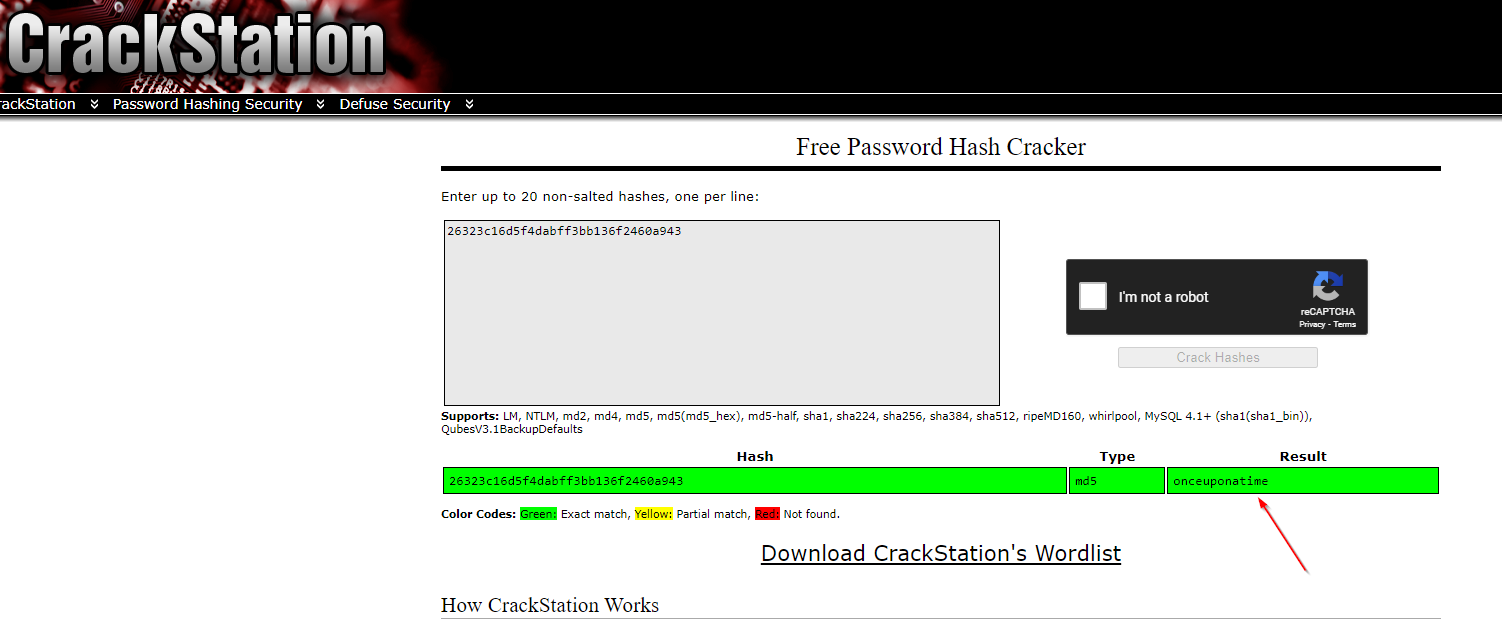 CrackStation
rackStation Password Hashing Security Defuse Security
Free Password Hash Cracker
Enter up to 20 non-salted hashes, one per line:
26323c16d5f4dabff3bb136f2460a943
I'm not a robot
reCAPTCHA
Privacy - Terms
Crack Hashes
Supports: LM, NTLM, md2, md4, md5, md5(md5_hex), md5-half, sha1, sha224, sha256, sha384, sha512, ripeMD160, whirlpool, MySQL 4.1+ (sha1(sha1_bin)),
QubesV3.1BackupDefaults
Hash Type Result
26323c16d5f4dabff3bb136f2460a943 md5 onceuponatime
Color Codes: Green: Exact match, Yellow: Partial match, Red: Not found.
Download CrackStation's Wordlist
How CrackStation Works